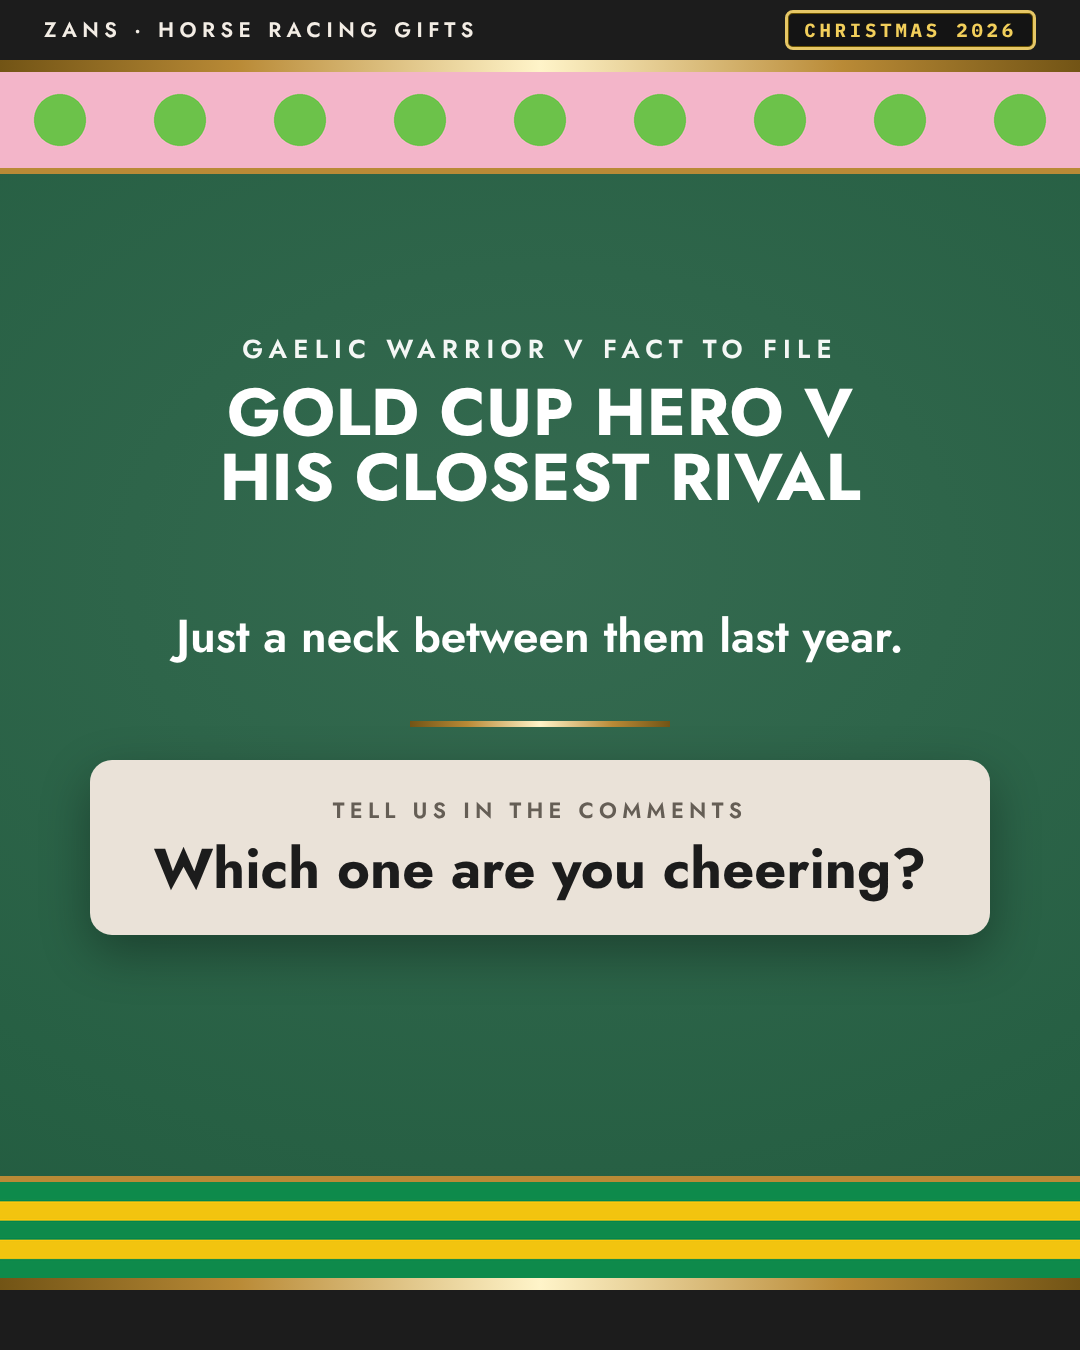 ZANS · HORSE RACING GIFTS
CHRISTMAS 2026
GAELIC WARRIOR V FACT TO FILE
GOLD CUP HERO V
HIS CLOSEST RIVAL
Just a neck between them last year.
TELL US IN THE COMMENTS
Which one are you cheering?